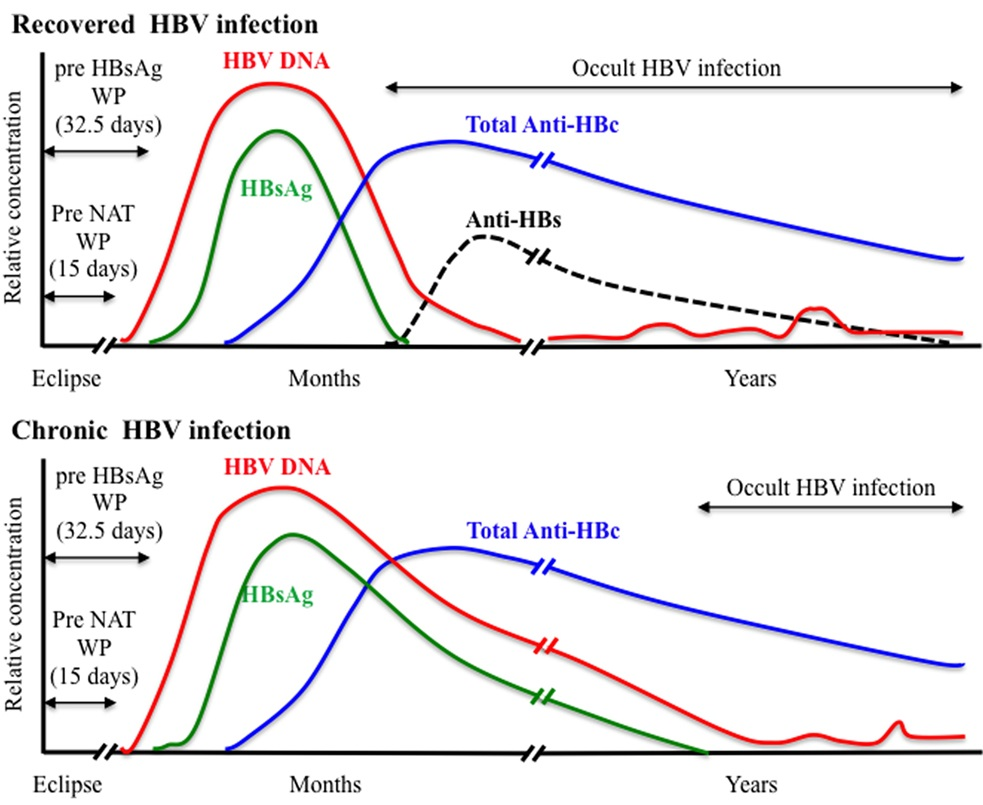 Recovered HBV infection
HBV DNA
pre HBsAg
WP
(32.5 days)
Occult HBV infection
Total Anti-HBc
HBsAg
Pre NAT
WP
(15 days)
Anti-HBs
Relative concentration
Eclipse
Months
Years
Chronic HBV infection
HBV DNA
pre HBsAg
WP
(32.5 days)
Occult HBV infection
Total Anti-HBc
HBsAg
Pre NAT
WP
(15 days)
Relative concentration
Eclipse
Months
Years